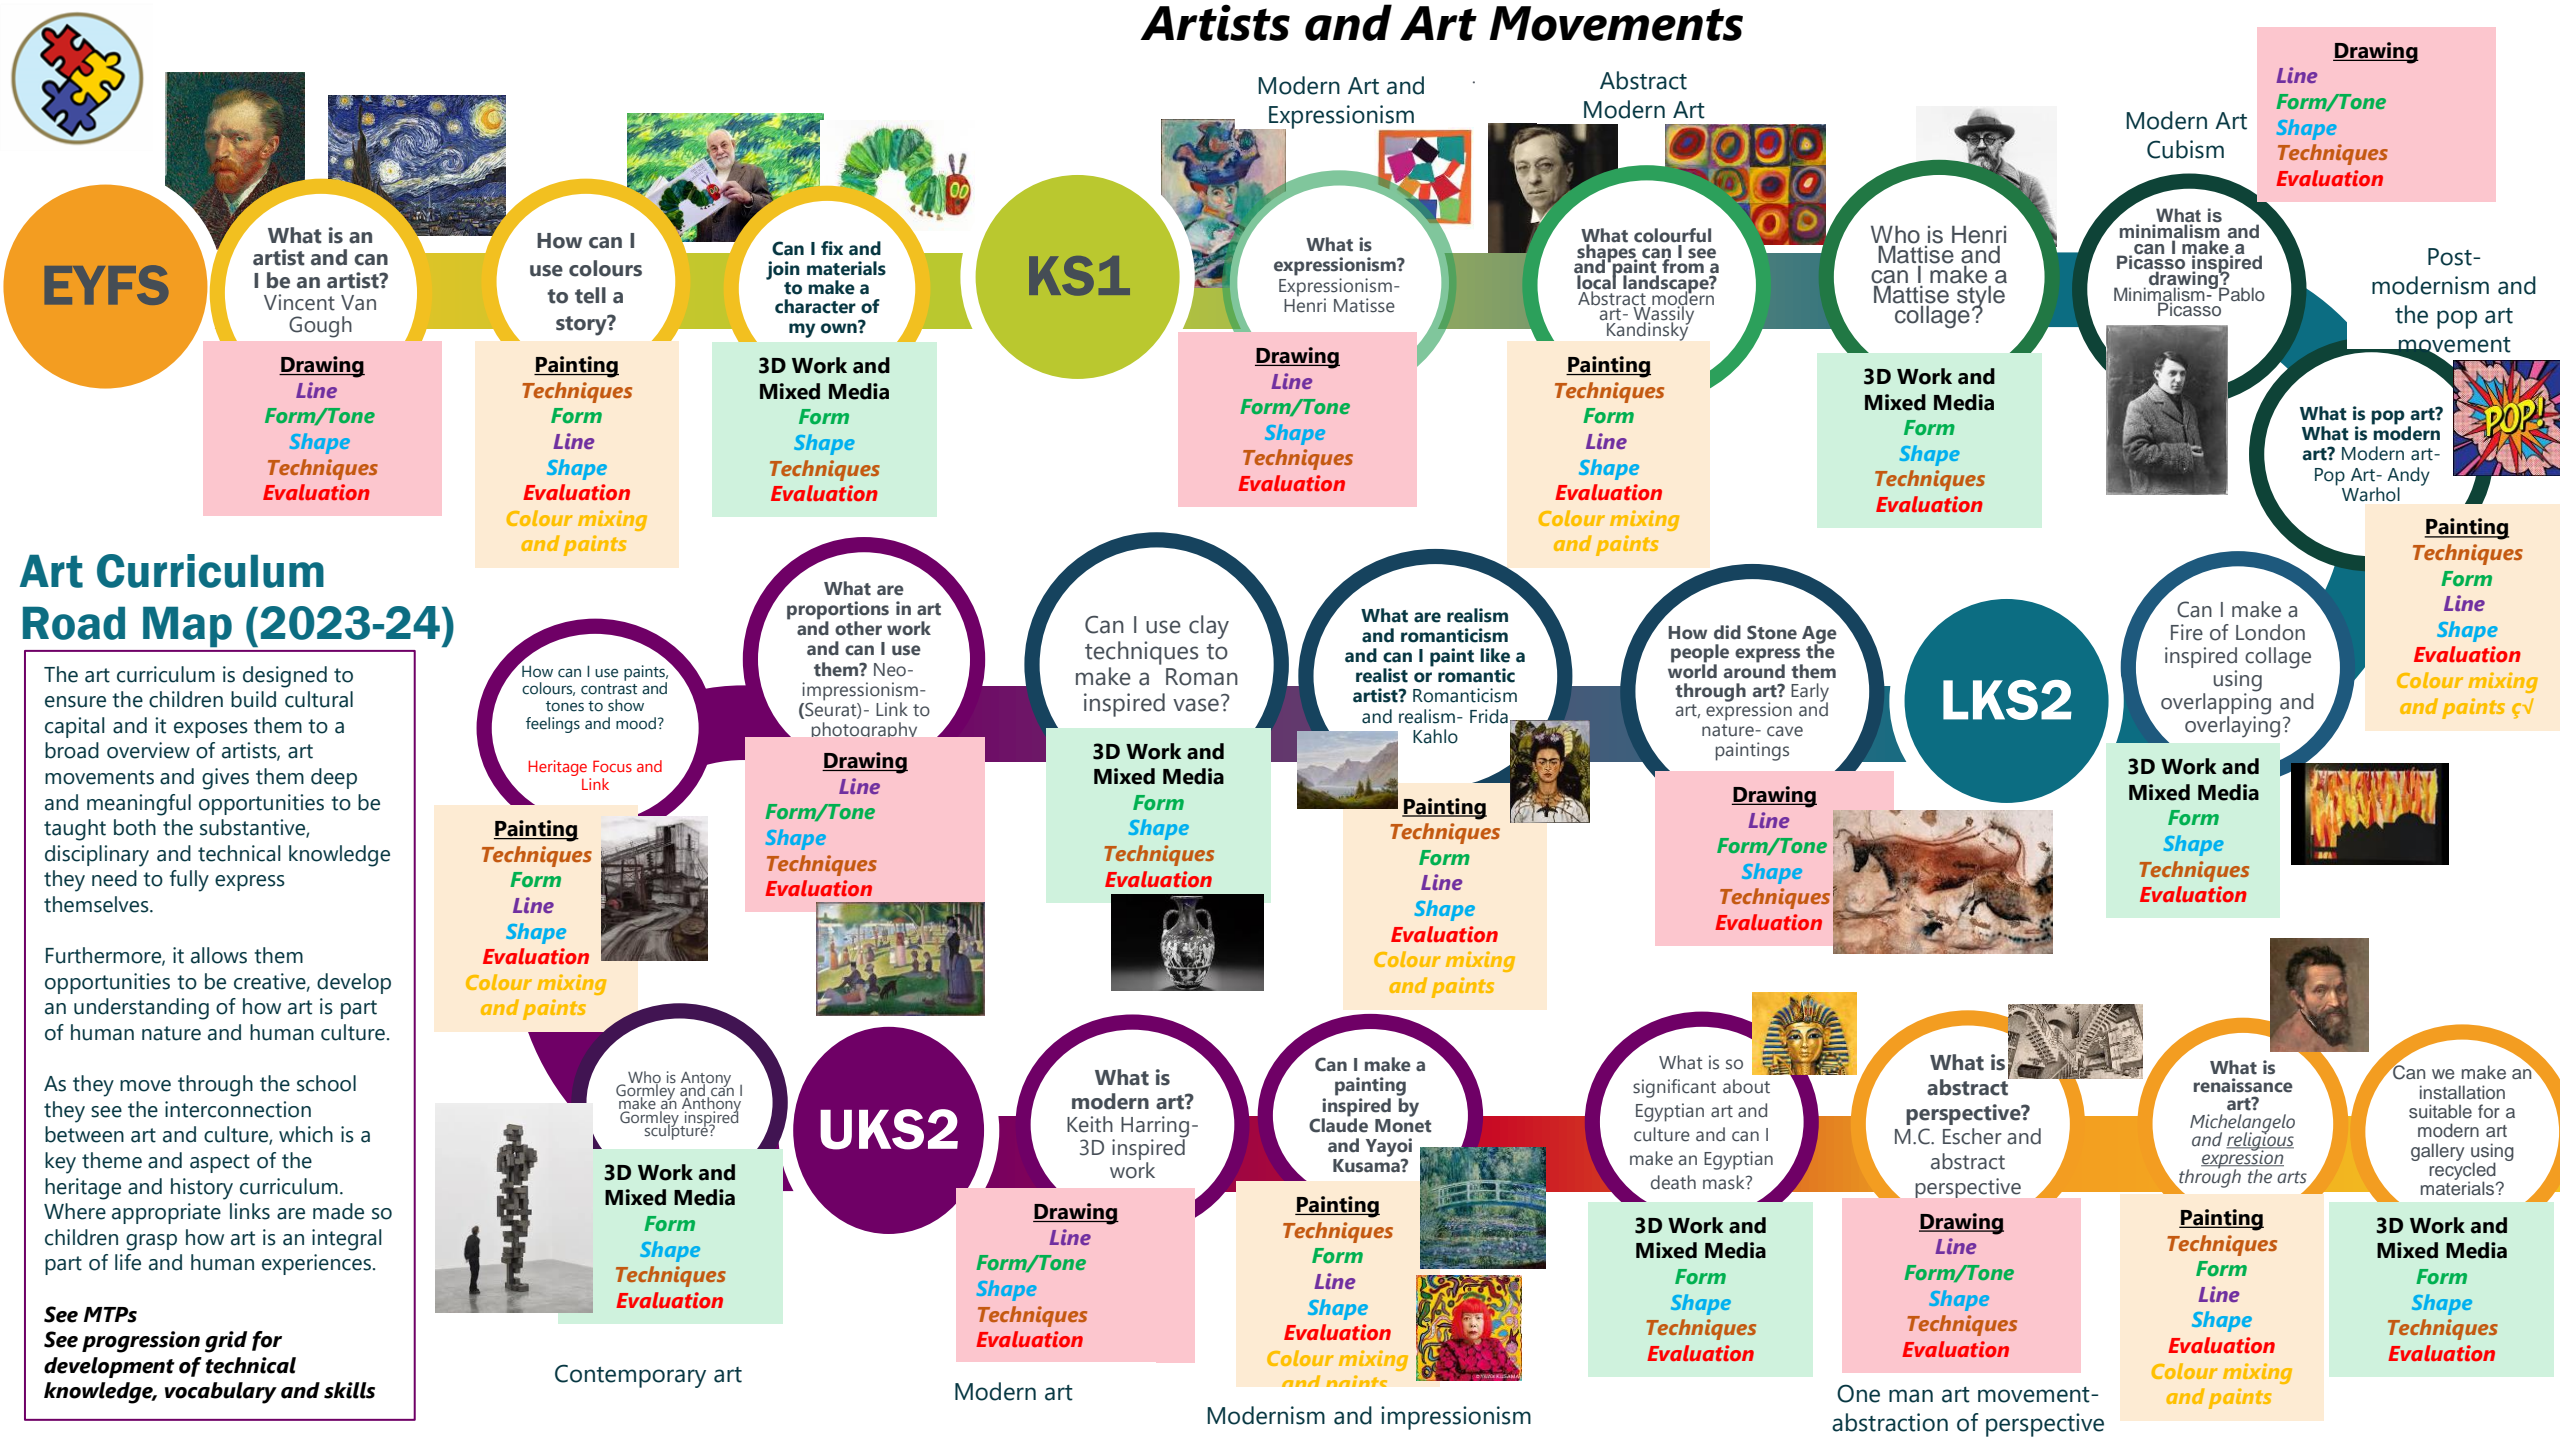 Artists and Art Movements
EYFS
What is an
artist and can
I be an artist?
Vincent Van
Gough
Drawing
Line
Form/Tone
Shape
Techniques
Evaluation
How can I
use colours
to tell a
story?
Painting
Techniques
Form
Line
Shape
Evaluation
Colour mixing
and paints
Can I fix and
join materials
to make a
character of
my own?
3D Work and
Mixed Media
Form
Shape
Techniques
Evaluation
KS1
Modern Art and
Expressionism
What is
expressionism?
Expressionism-
Henri Matisse
Drawing
Line
Form/Tone
Shape
Techniques
Evaluation
Abstract
Modern Art
What colourful
shapes can I see
and paint from a
local landscape?
Abstract modern
art- Wassily
Kandinsky
Painting
Techniques
Form
Line
Shape
Evaluation
Colour mixing
and paints
Who is Henri
Mattise and
can I make a
Mattise style
collage?
3D Work and
Mixed Media
Form
Shape
Techniques
Evaluation
Modern Art
Cubism
What is
minimalism and
can I make a
Picasso inspired
drawing?
Minimalism- Pablo
Picasso
Drawing
Line
Form/Tone
Shape
Techniques
Evaluation
Post-
modernism and
the pop art
movement
What is pop art?
What is modern
art? Modern art-
Pop Art- Andy
Warhol
POP!
Painting
Techniques
Form
Line
Shape
Evaluation
Colour mixing
and paints ç√
Can I make a
Fire of London
inspired collage
using
overlapping and
overlaying?
3D Work and
Mixed Media
Form
Shape
Techniques
Evaluation
LKS2
How did Stone Age
people express the
world around them
through art? Early
art, expression and
nature- cave
paintings
Drawing
Line
Form/Tone
Shape
Techniques
Evaluation
What are realism
and romanticism
and can I paint like a
realist or romantic
artist? Romanticism
and realism- Frida
Kahlo
Painting
Techniques
Form
Line
Shape
Evaluation
Colour mixing
and paints
Can I use clay
techniques to
make a Roman
inspired vase?
3D Work and
Mixed Media
Form
Shape
Techniques
Evaluation
What are
proportions in art
and other work
and can I use
them? Neo-
impressionism-
(Seurat)- Link to
photography
Drawing
Line
Form/Tone
Shape
Techniques
Evaluation
How can I use paints,
colours, contrast and
tones to show
feelings and mood?
Heritage Focus and
Link
Painting
Techniques
Form
Line
Shape
Evaluation
Colour mixing
and paints
Art Curriculum
Road Map (2023-24)
The art curriculum is designed to
ensure the children build cultural
capital and it exposes them to a
broad overview of artists, art
movements and gives them deep
and meaningful opportunities to be
taught both the substantive,
disciplinary and technical knowledge
they need to fully express
themselves.
Furthermore, it allows them
opportunities to be creative, develop
an understanding of how art is part
of human nature and human culture.
As they move through the school
they see the interconnection
between art and culture, which is a
key theme and aspect of the
heritage and history curriculum.
Where appropriate links are made so
children grasp how art is an integral
part of life and human experiences.
See MTPs
See progression grid for
development of technical
knowledge, vocabulary and skills
Who is Antony
Gormley and can I
make an Anthony
Gormley inspired
sculpture?
3D Work and
Mixed Media
Form
Shape
Techniques
Evaluation
Contemporary art
UKS2
What is
modern art?
Keith Harring-
3D inspired
work
Drawing
Line
Form/Tone
Shape
Techniques
Evaluation
Modern art
Can I make a
painting
inspired by
Claude Monet
and Yayoi
Kusama?
Painting
Techniques
Form
Line
Shape
Evaluation
Colour mixing
and paints
Modernism and impressionism
What is so
significant about
Egyptian art and
culture and can I
make an Egyptian
death mask?
3D Work and
Mixed Media
Form
Shape
Techniques
Evaluation
What is
abstract
perspective?
M.C. Escher and
abstract
perspective
Drawing
Line
Form/Tone
Shape
Techniques
Evaluation
One man art movement-
abstraction of perspective
What is
renaissance
art?
Michelangelo
and religious
expression
through the arts
Painting
Techniques
Form
Line
Shape
Evaluation
Colour mixing
and paints
Can we make an
installation
suitable for a
modern art
gallery using
recycled
materials?
3D Work and
Mixed Media
Form
Shape
Techniques
Evaluation